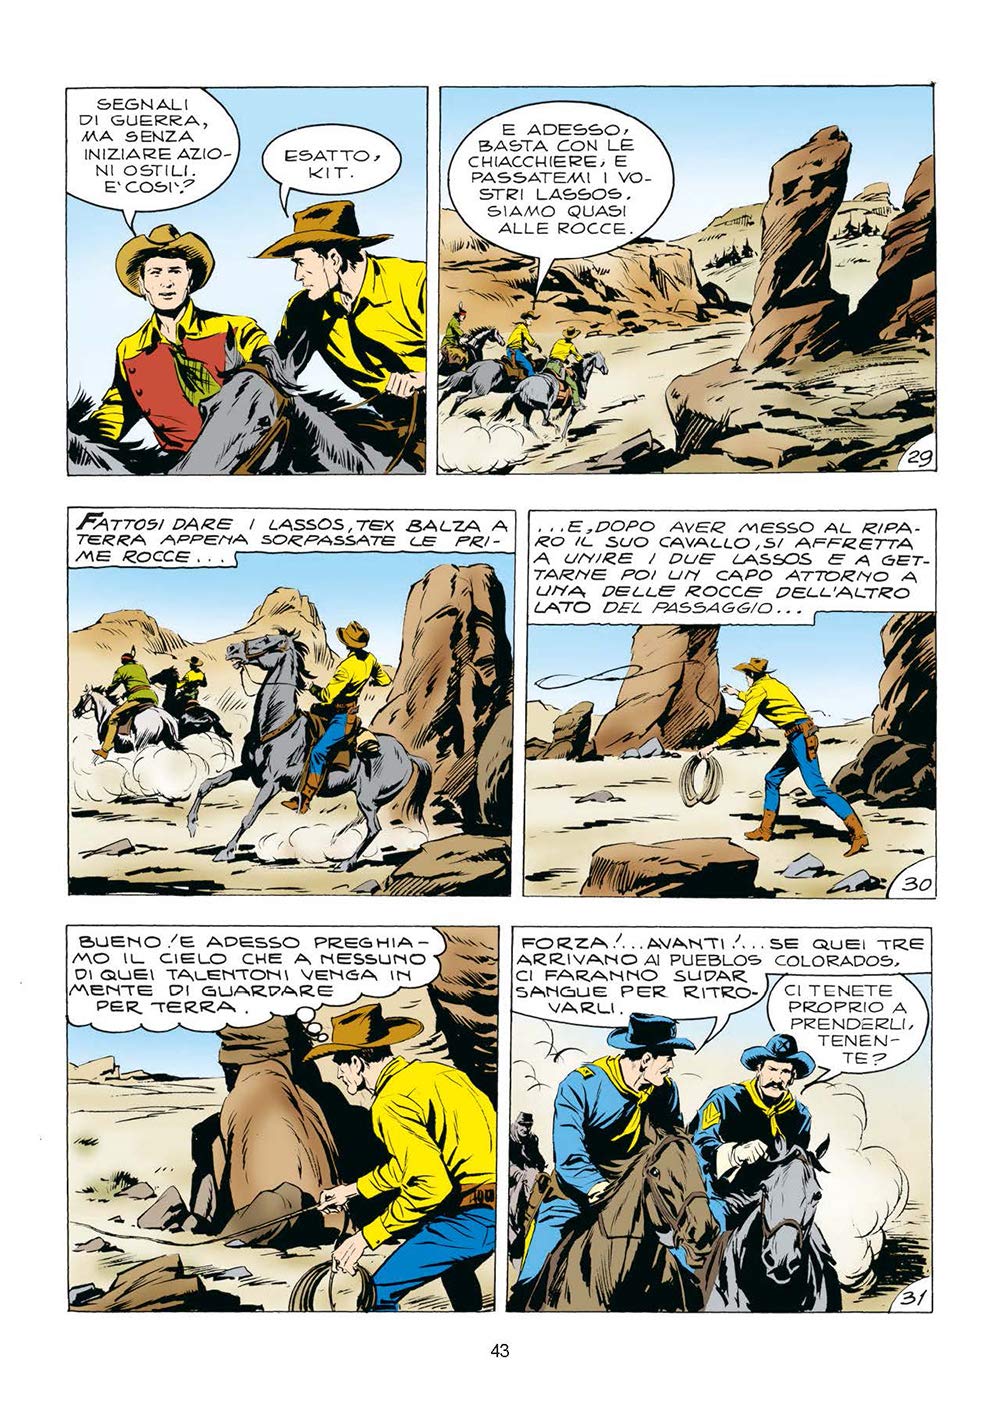 SEGNALI
DI GUERRA,
MA SENZA
INIZIARE AZIO-
NI OSTILI.
E' COSI'?
ESATTO,
KIT.
E ADESSO,
BASTA CON LE
CHIACCHIERE, E
PASSATEMI I VO-
STRI LASSOS.
SIAMO QUASI
ALLE ROCCE.
29
FATTOSI DARE I LASSOS, TEX BALZA A
TERRA APPENA SORPASSATE LE PRI-
ME ROCCE...
...E, DOPO AVER MESSO AL RIPA-
RO IL SUO CAVALLO, SI AFFRETTA
A UNIRE I DUE LASSOS E A GET-
TARNE POI UN CAPO ATTORNO A
UNA DELLE ROCCE DELL'ALTRO
LATO DEL PASSAGGIO...
30
BUENO! E ADESSO PREGHIA-
MO IL CIELO CHE A NESSUNO
DI QUEI TALENTONI VENGA IN
MENTE DI GUARDARE
PER TERRA.
FORZA!...AVANTI!...SE QUEI TRE
ARRIVANO AI PUEBLOS COLORADOS,
CI FARANNO SUDAR
SANGUE PER RITRO-
VARLI.
CI TENETE
PROPRIO A
PRENDERLI,
TENEN-
TE?
31
43